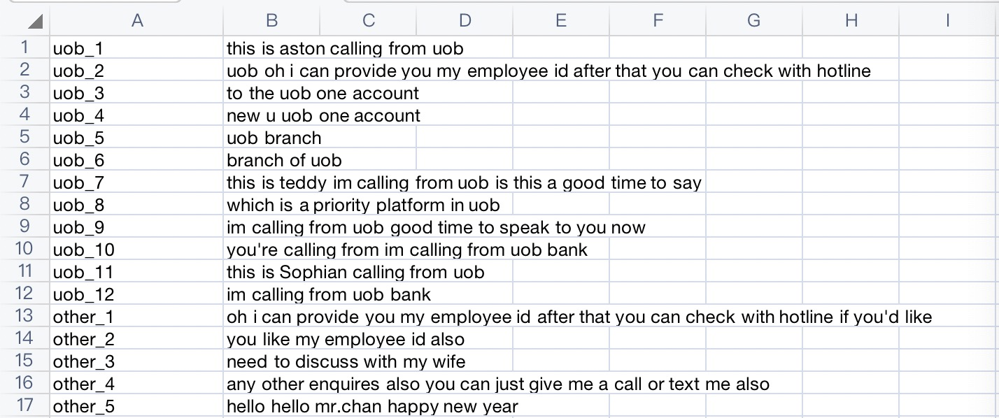 A B C D E F G H I
1 uob_1 this is aston calling from uob
2 uob_2 uob oh i can provide you my employee id after that you can check with hotline
3 uob_3 to the uob one account
4 uob_4 new u uob one account
5 uob_5 uob branch
6 uob_6 branch of uob
7 uob_7 this is teddy im calling from uob is this a good time to say
8 uob_8 which is a priority platform in uob
9 uob_9 im calling from uob good time to speak to you now
10 uob_10 you're calling from im calling from uob bank
11 uob_11 this is Sophian calling from uob
12 uob_12 im calling from uob bank
13 other_1 oh i can provide you my employee id after that you can check with hotline if you'd like
14 other_2 you like my employee id also
15 other_3 need to discuss with my wife
16 other_4 any other enquires also you can just give me a call or text me also
17 other_5 hello hello mr.chan happy new year